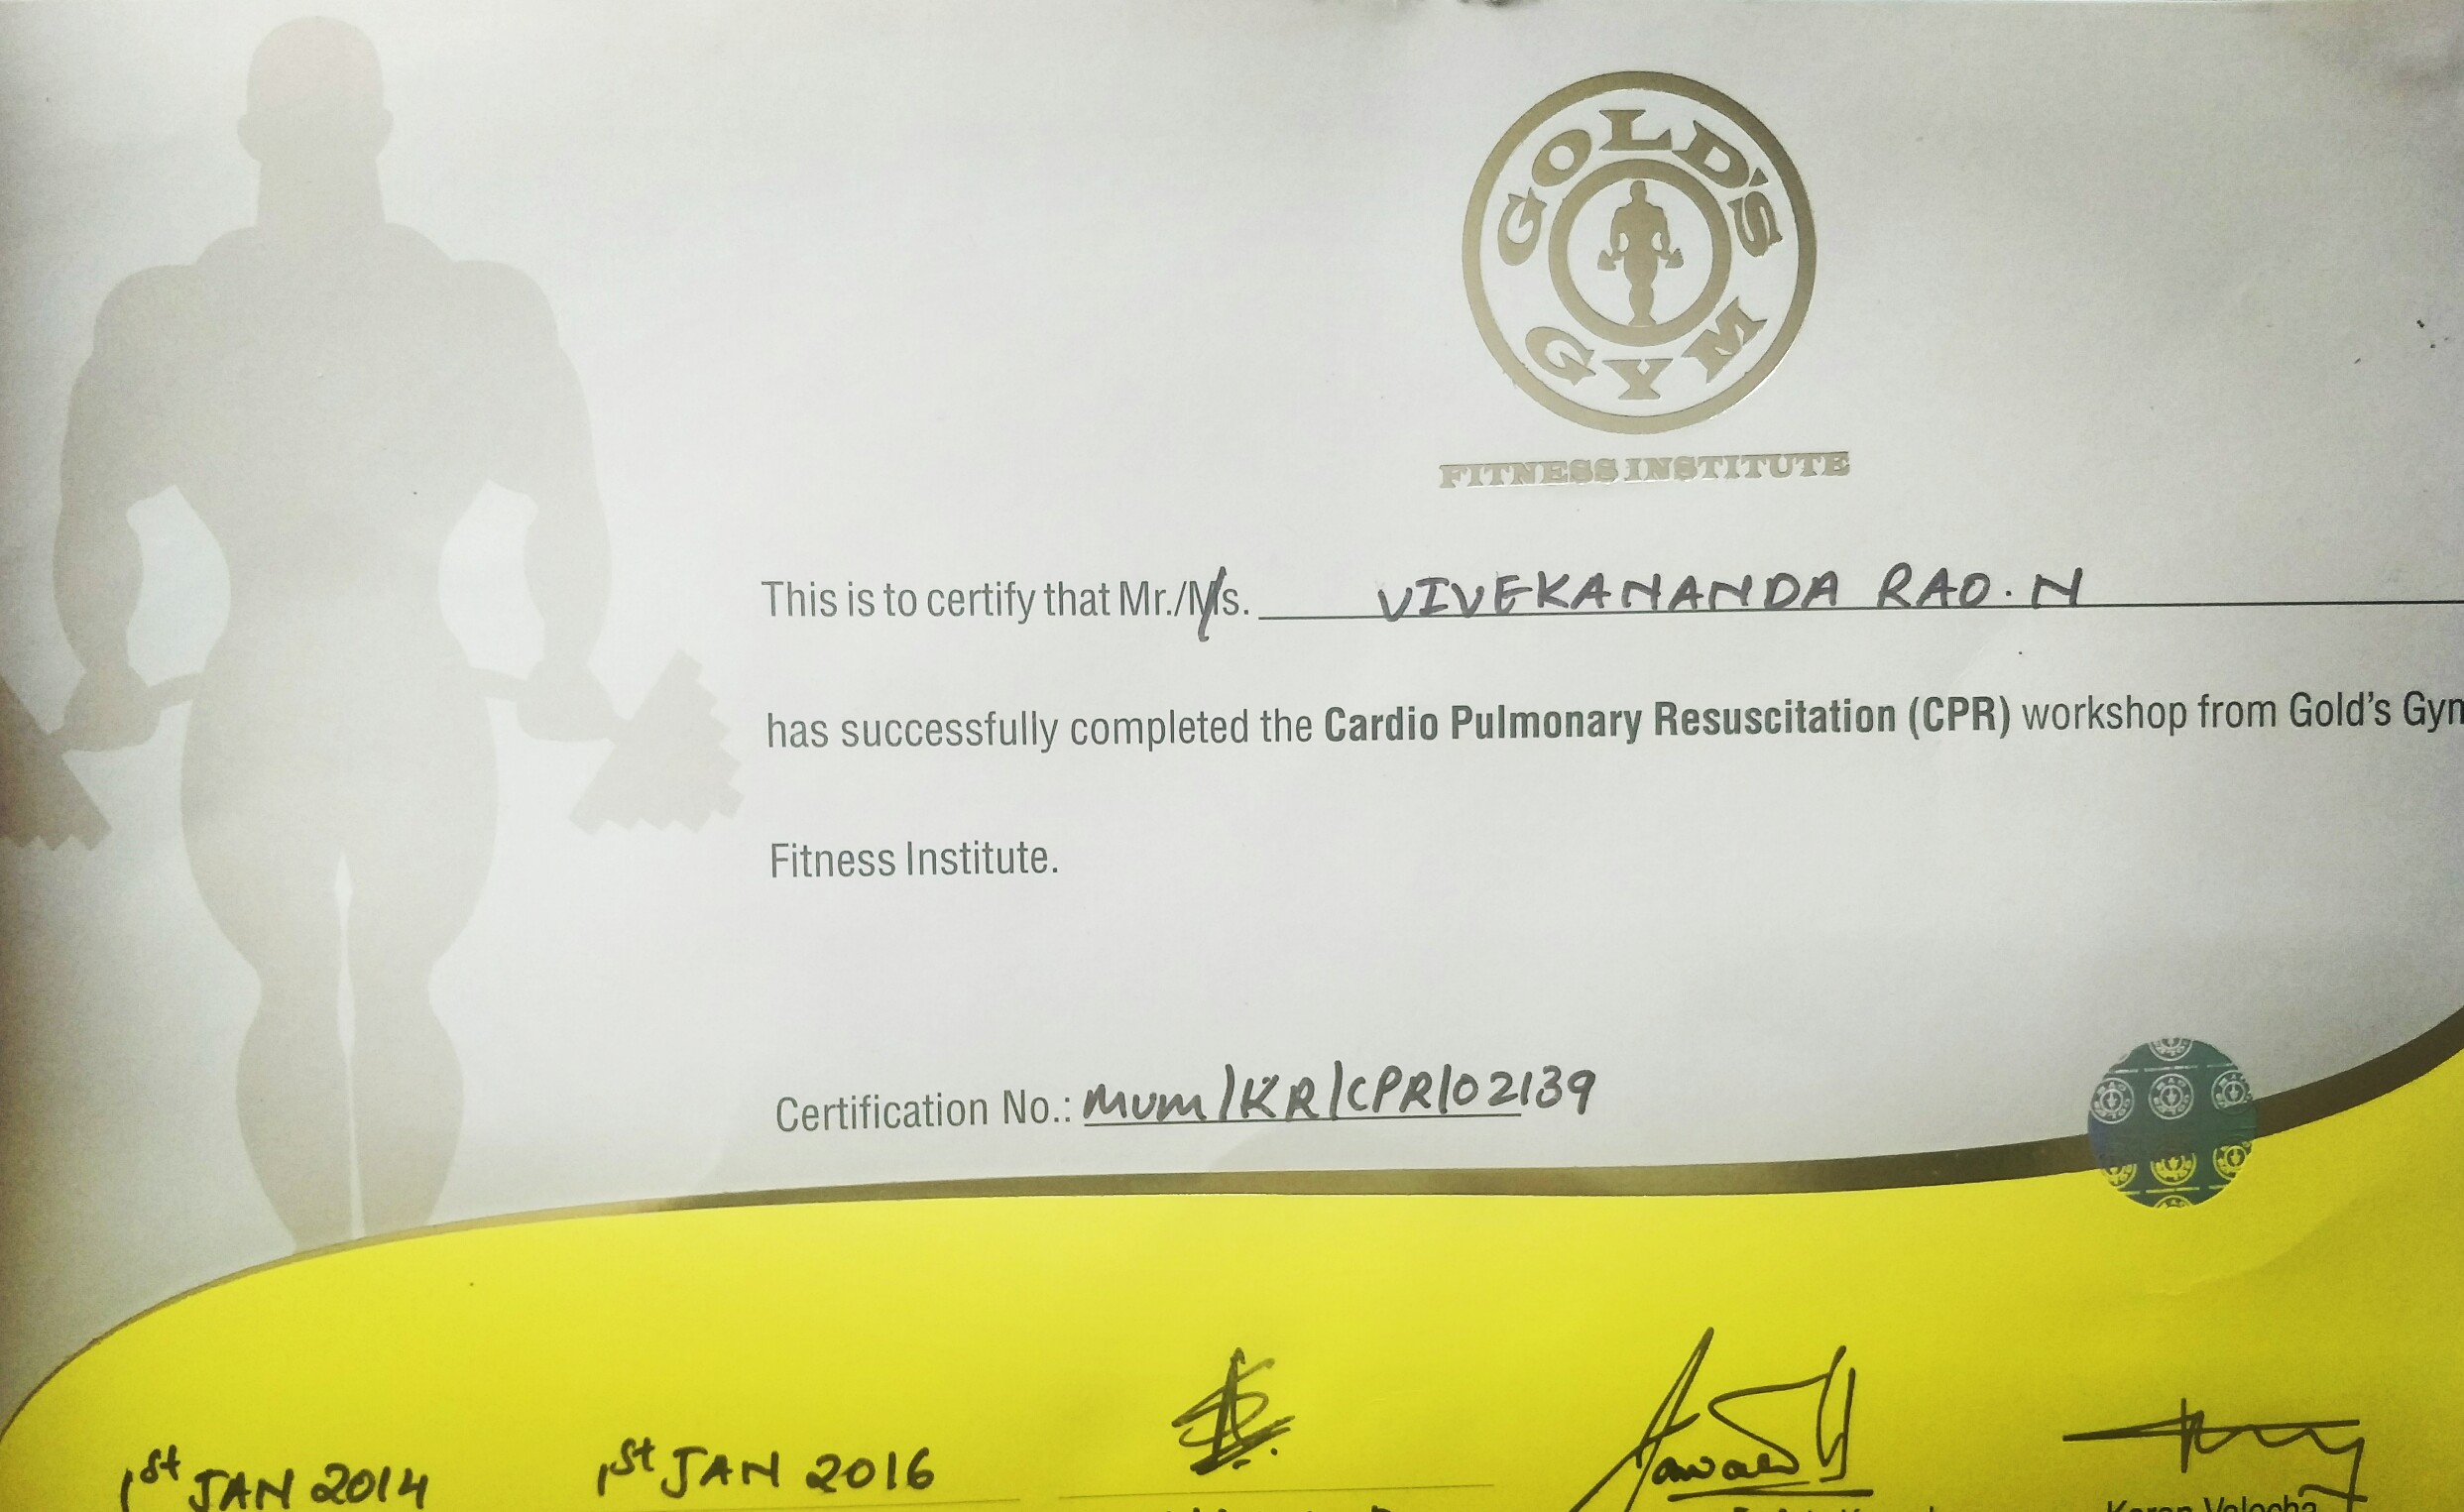 GOLD'S GYM
FITNESS INSTITUTE
This is to certify that Mr./Ms. VIVEKANANDA RAO. N
has successfully completed the Cardio Pulmonary Resuscitation (CPR) workshop from Gold's Gym
Fitness Institute.
Certification No.: MUM/KR/CPR/02139
1st JAN 2014 1st JAN 2016
Karan Valecha